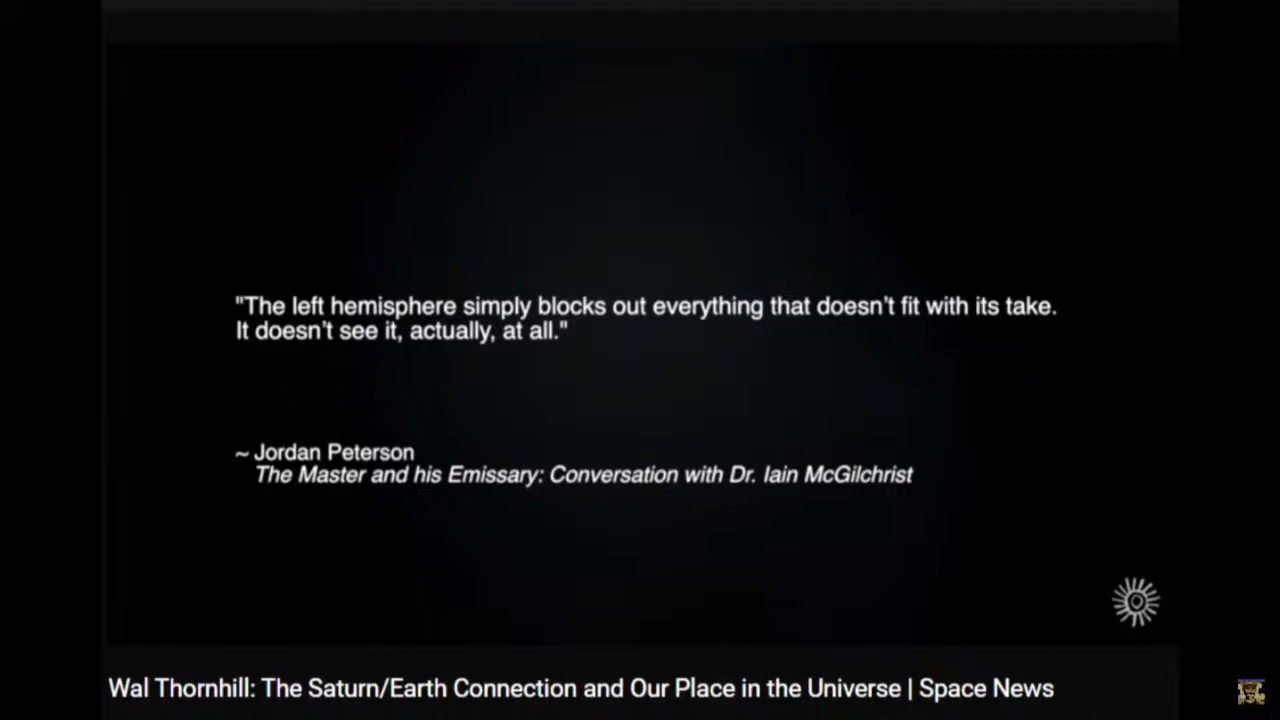 "The left hemisphere simply blocks out everything that doesn't fit with its take.
It doesn't see it, actually, at all."
~ Jordan Peterson
The Master and his Emissary: Conversation with Dr. Iain McGilchrist
Wal Thornhill: The Saturn/Earth Connection and Our Place in the Universe | Space News